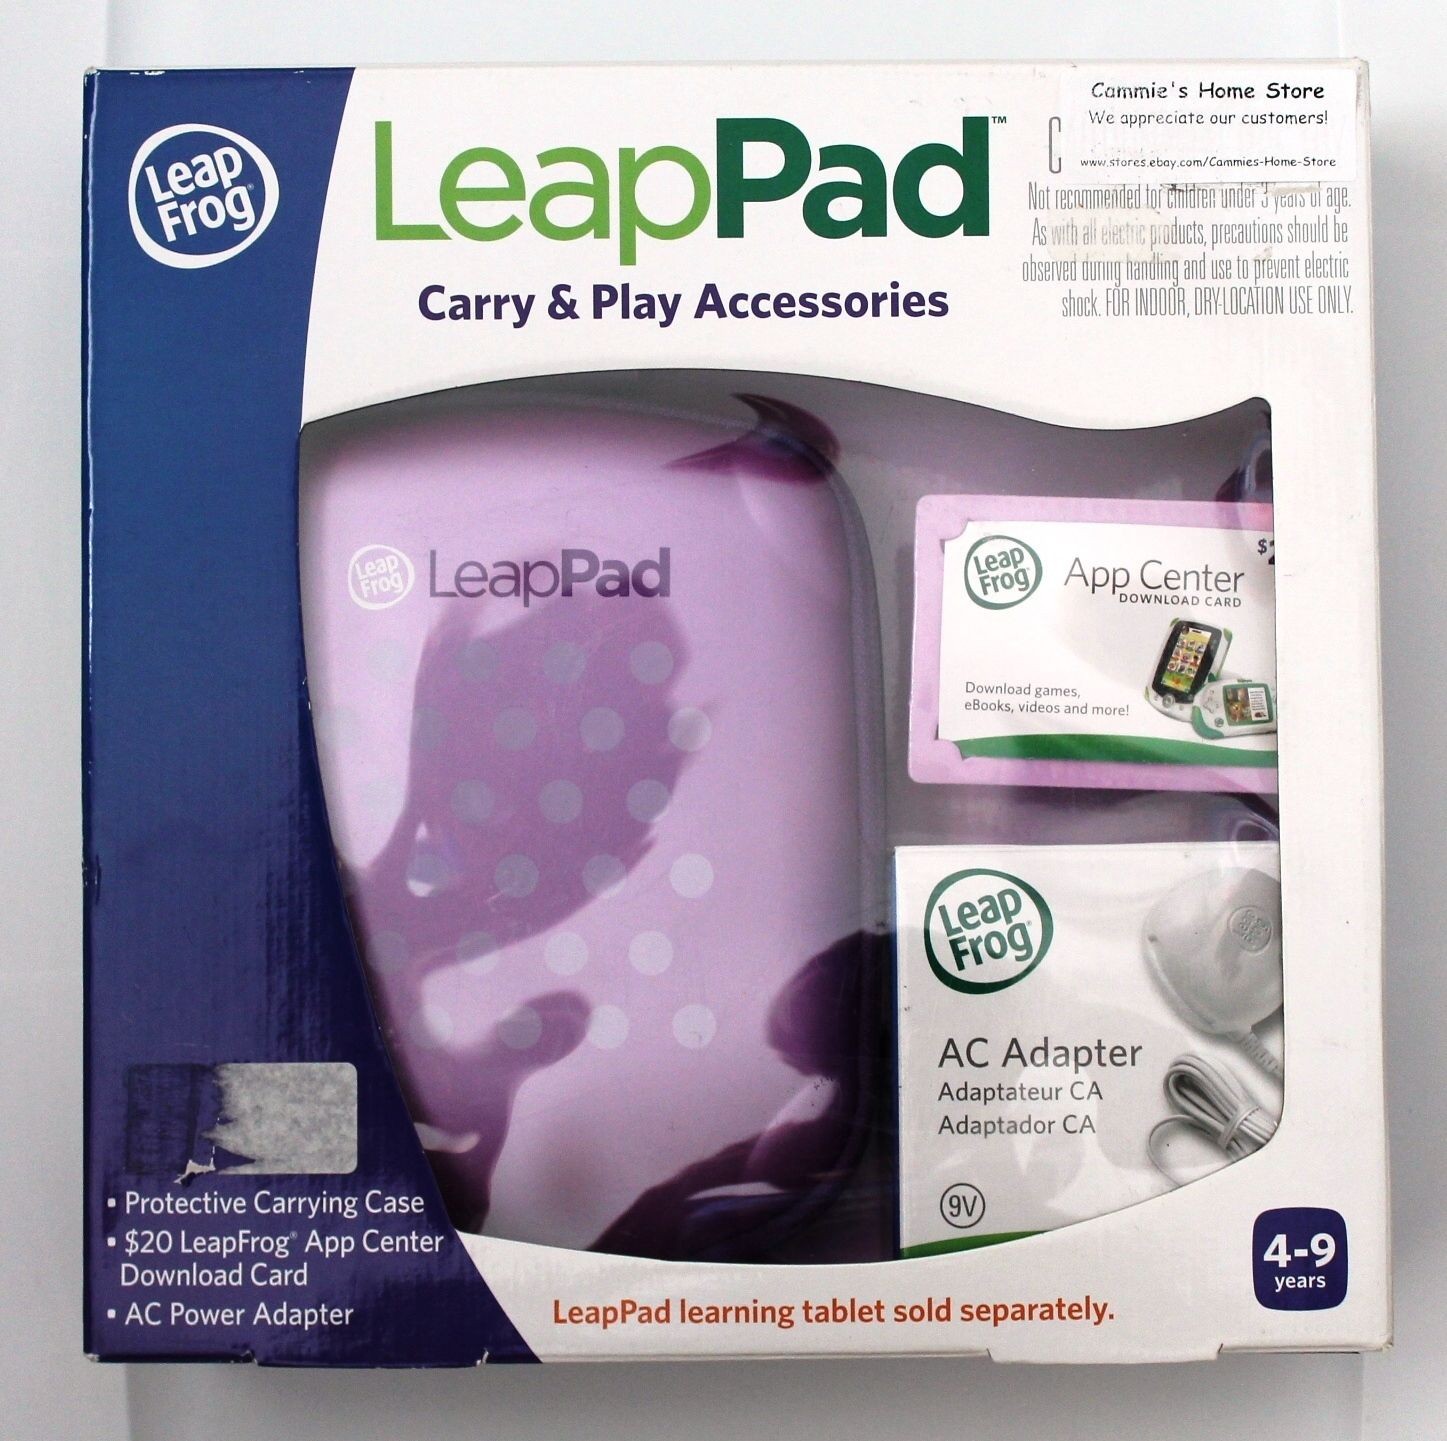 Leap
Frog
LeapPad™
Carry & Play Accessories
Cammie's Home Store
We appreciate our customers!
www.stores.ebay.com/Cammies-Home-Store
Not recommended for children under 3 years of age.
As with all electric products, precautions should be
observed during handling and use to prevent electric
shock. FOR INDOOR, DRY-LOCATION USE ONLY.
Leap
Frog
LeapPad
Leap
Frog
App Center
DOWNLOAD CARD
Download games,
eBooks, videos and more!
Leap
Frog
AC Adapter
Adaptateur CA
Adaptador CA
9V
• Protective Carrying Case
• $20 LeapFrog® App Center
Download Card
• AC Power Adapter
LeapPad learning tablet sold separately.
4-9
years